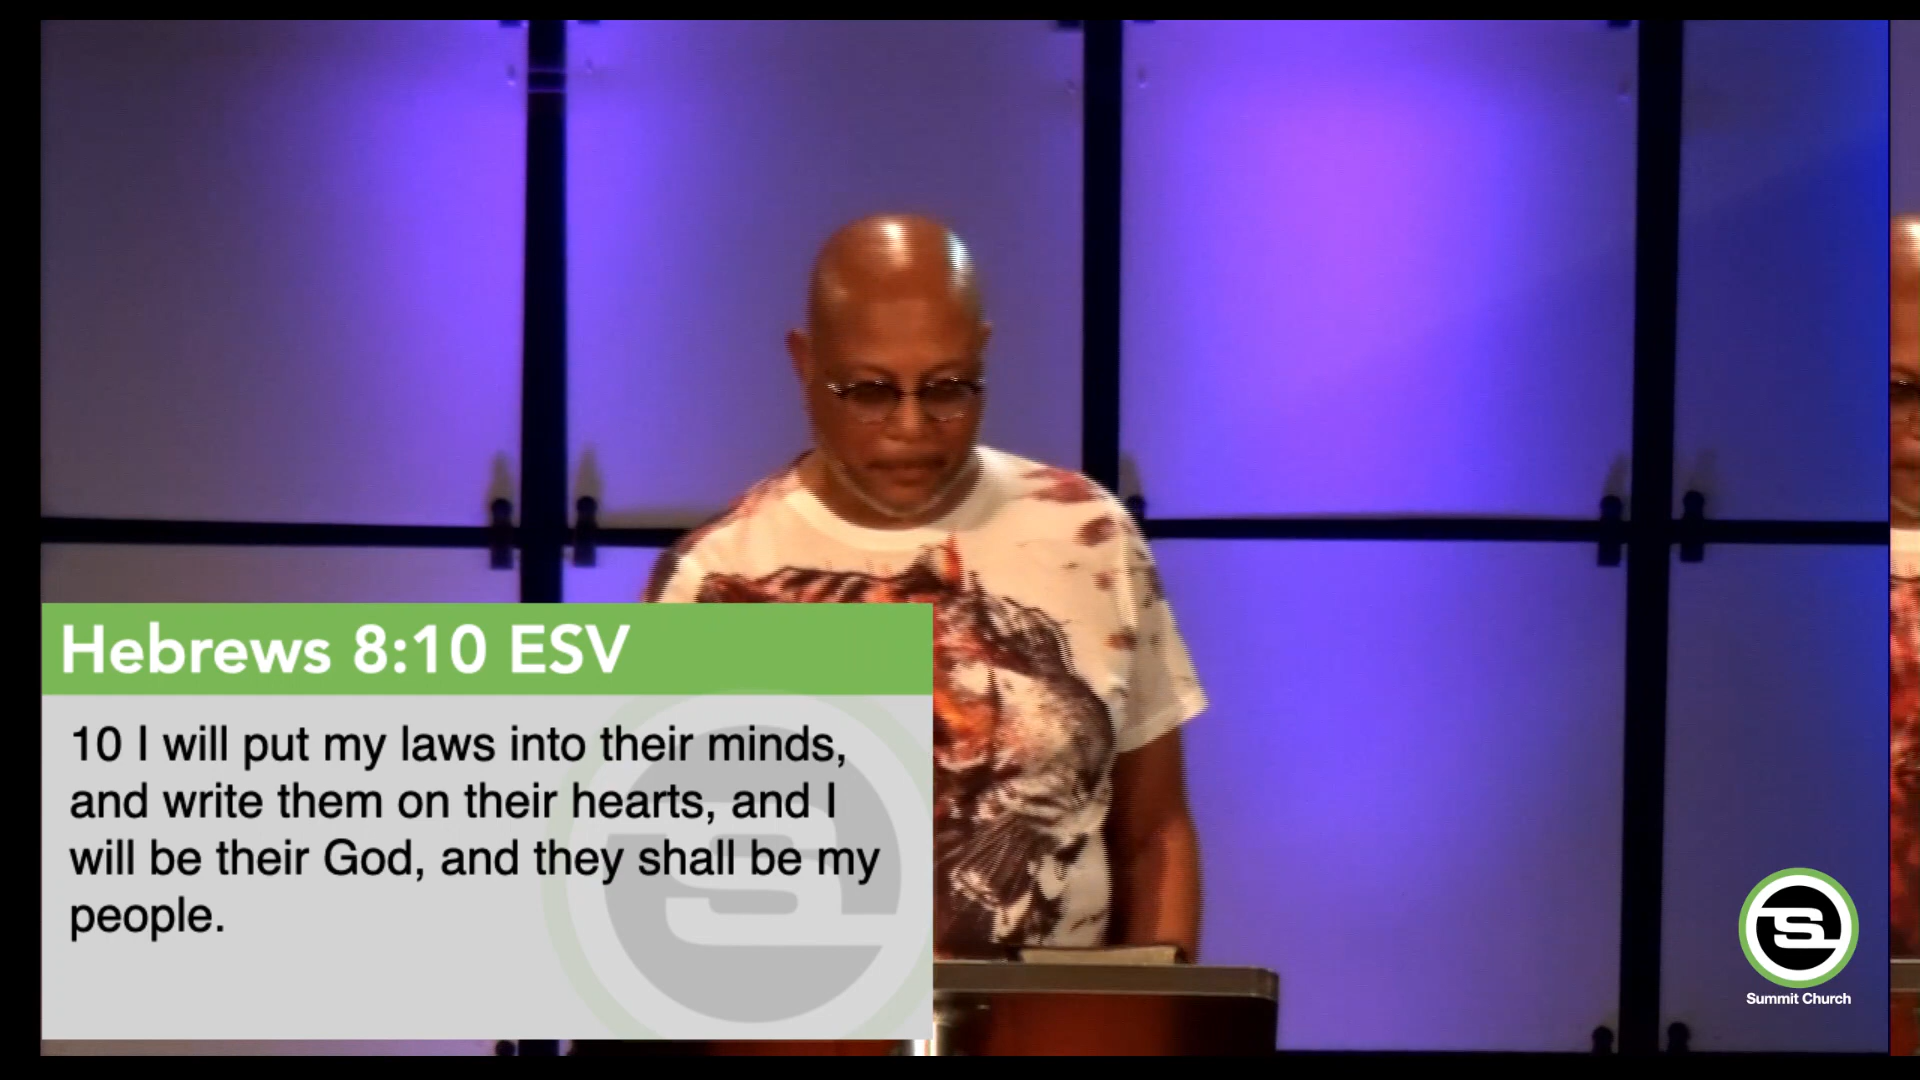 Hebrews 8:10 ESV
10 I will put my laws into their minds,
and write them on their hearts, and I
will be their God, and they shall be my
people.
Summit Church